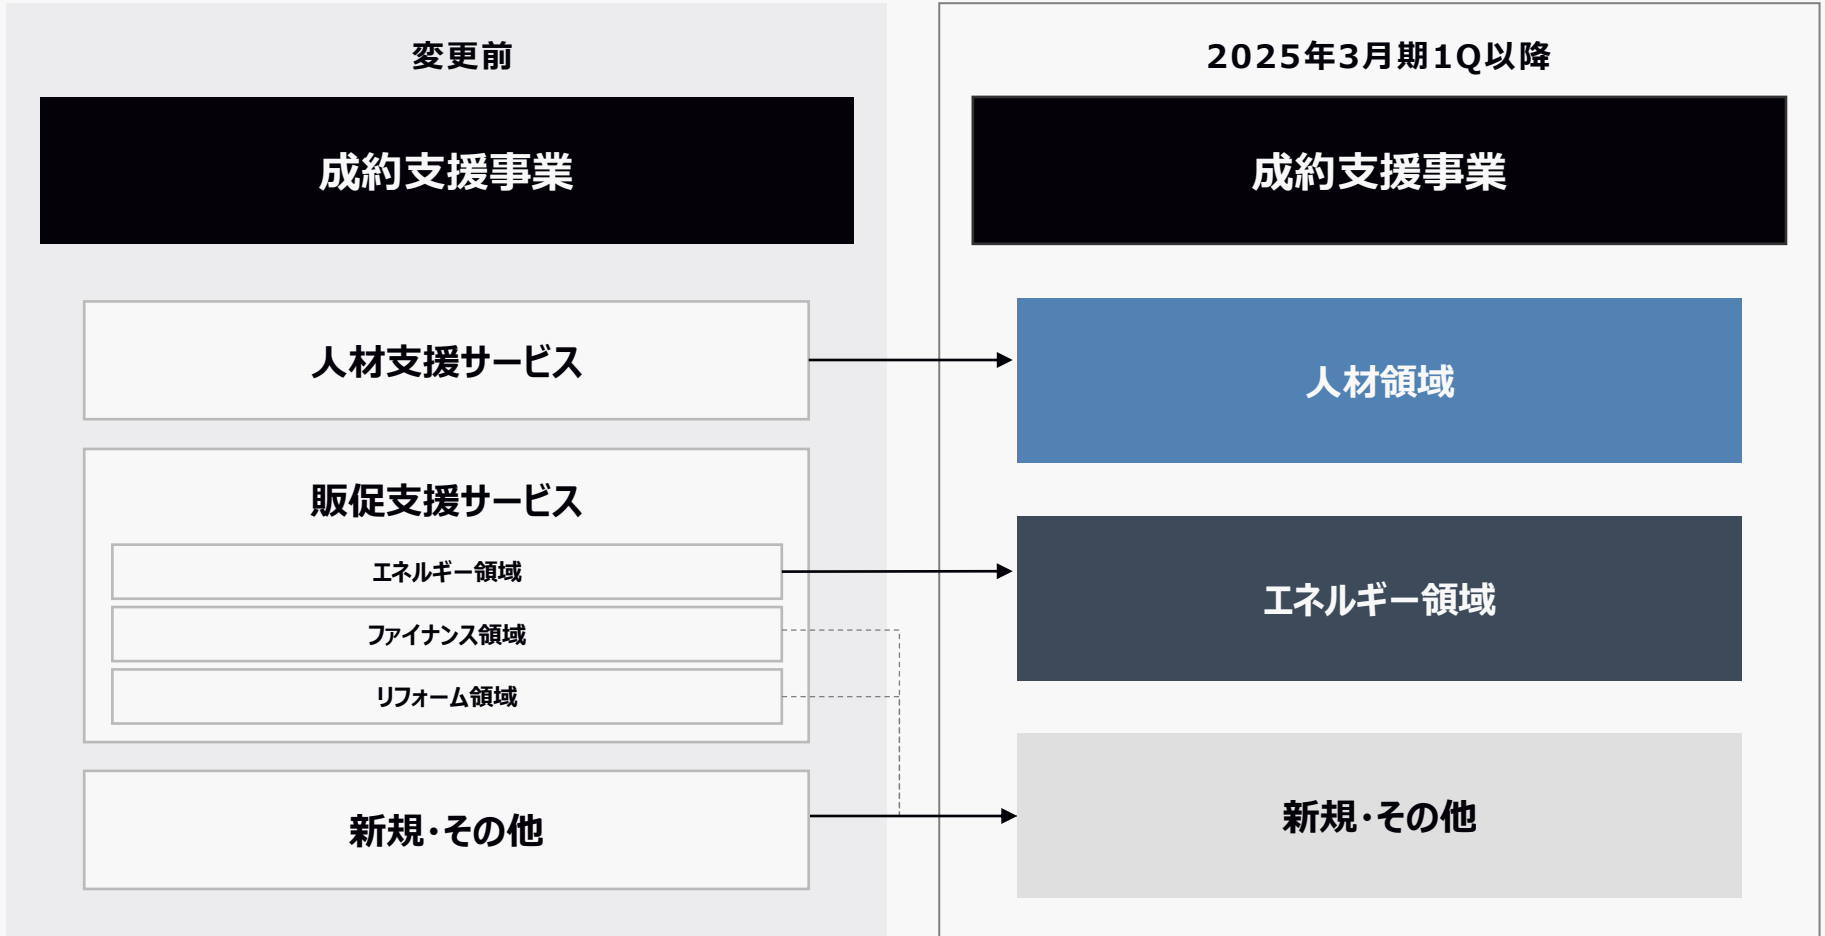 変更前
成約支援事業
人材支援サービス
販促支援サービス
エネルギー領域
ファイナンス領域
リフォーム領域
新規・その他
2025年3月期1Q以降
成約支援事業
人材領域
エネルギー領域
新規・その他